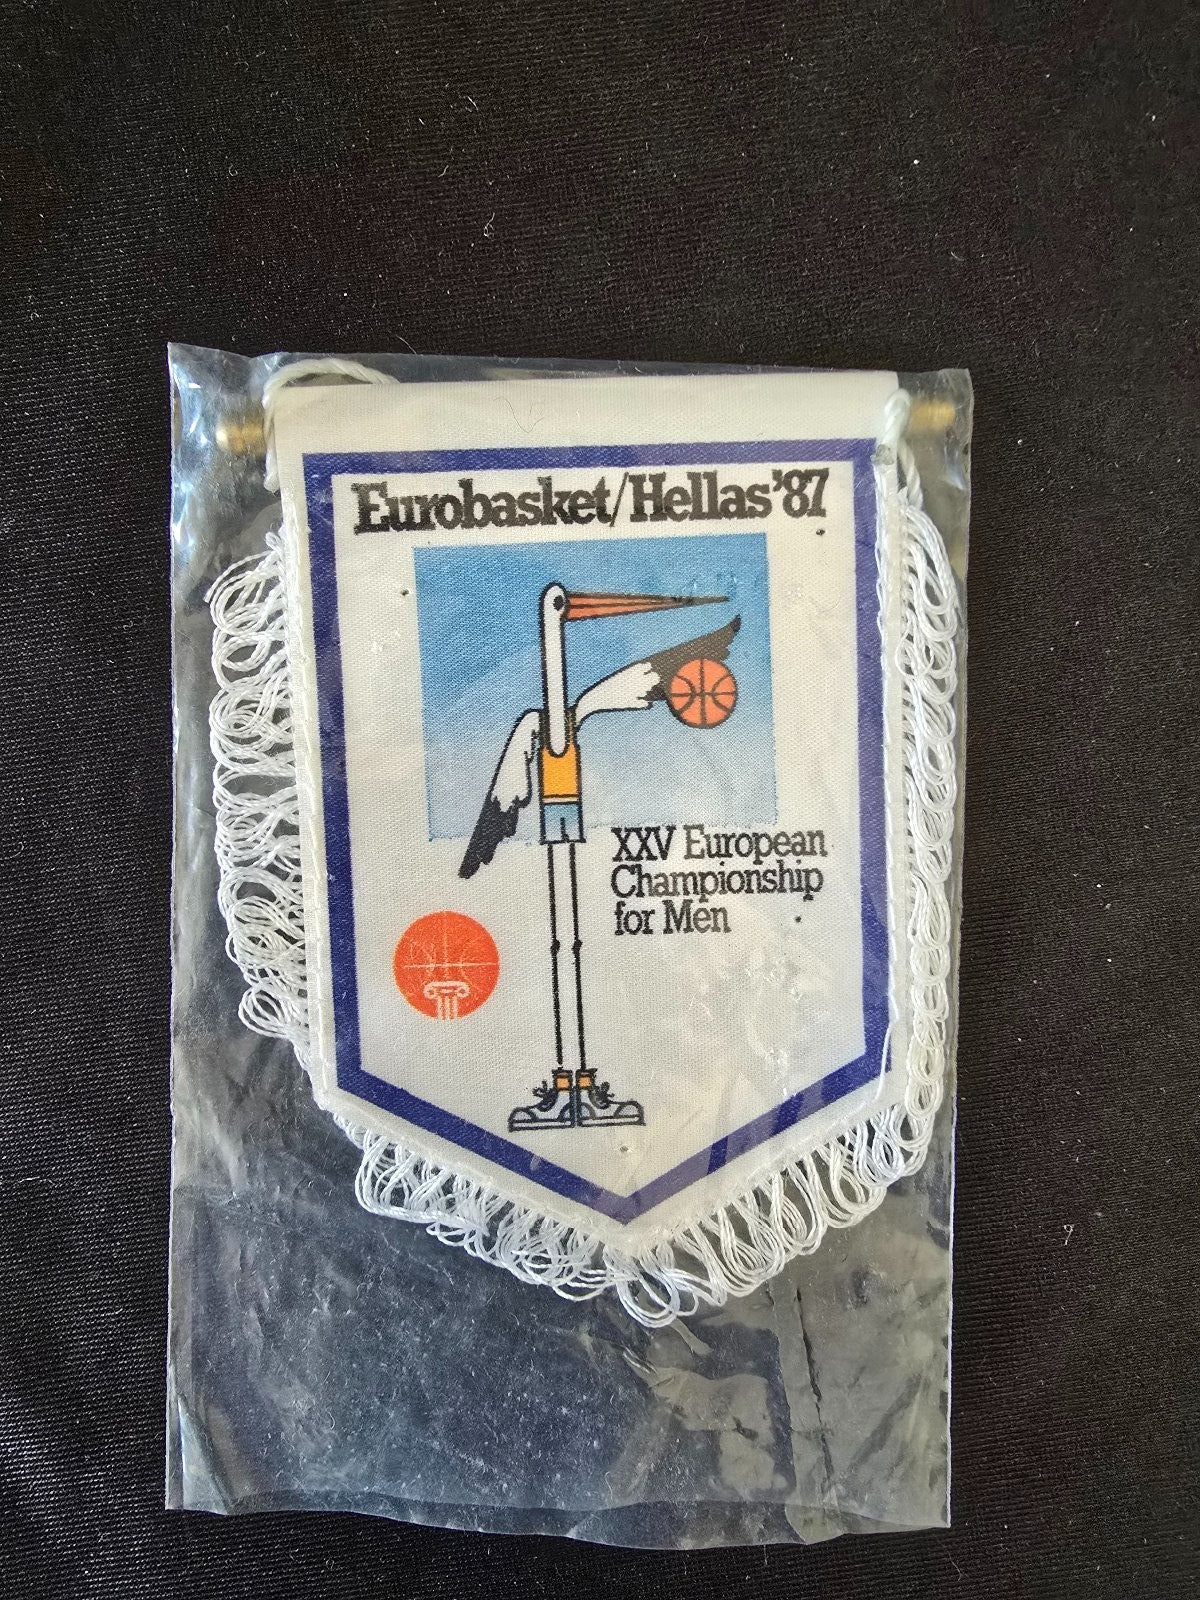 Eurobasket/Hellas'87
XXV European
Championship
for Men